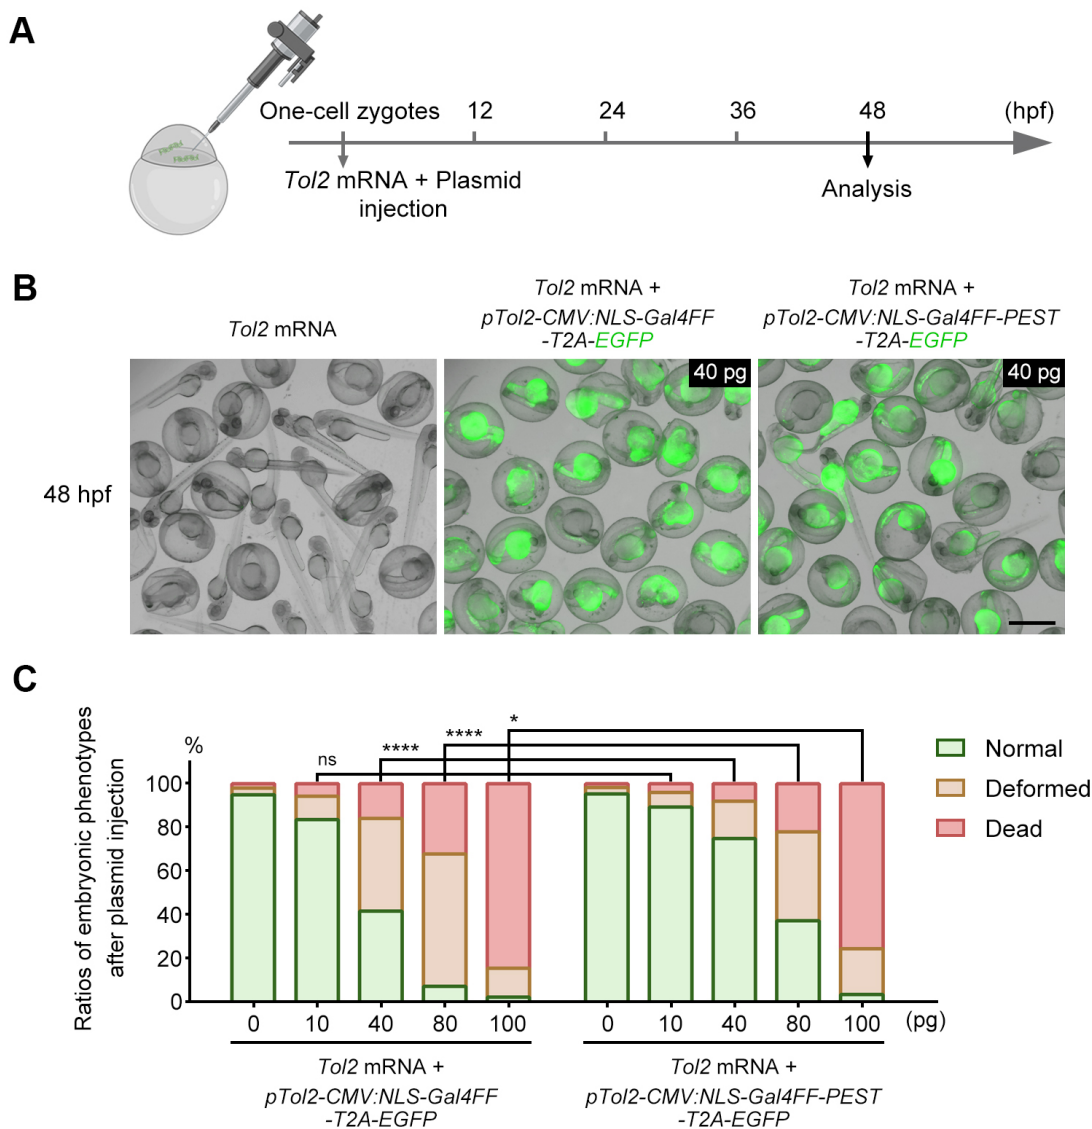 A
One-cell zygotes
12
24
36
48
(hpf)
Tol2 mRNA + Plasmid
injection
Analysis
B
Tol2 mRNA
Tol2 mRNA +
pTol2-CMV:NLS-Gal4FF
-T2A-EGFP
Tol2 mRNA +
pTol2-CMV:NLS-Gal4FF-PEST
-T2A-EGFP
40 pg
40 pg
48 hpf
C
Ratios of embryonic phenotypes
after plasmid injection
%
100
80
60
40
20
0
ns
****
****
*
Normal
Deformed
Dead
0 10 40 80 100 0 10 40 80 100 (pg)
Tol2 mRNA +
pTol2-CMV:NLS-Gal4FF
-T2A-EGFP
Tol2 mRNA +
pTol2-CMV:NLS-Gal4FF-PEST
-T2A-EGFP